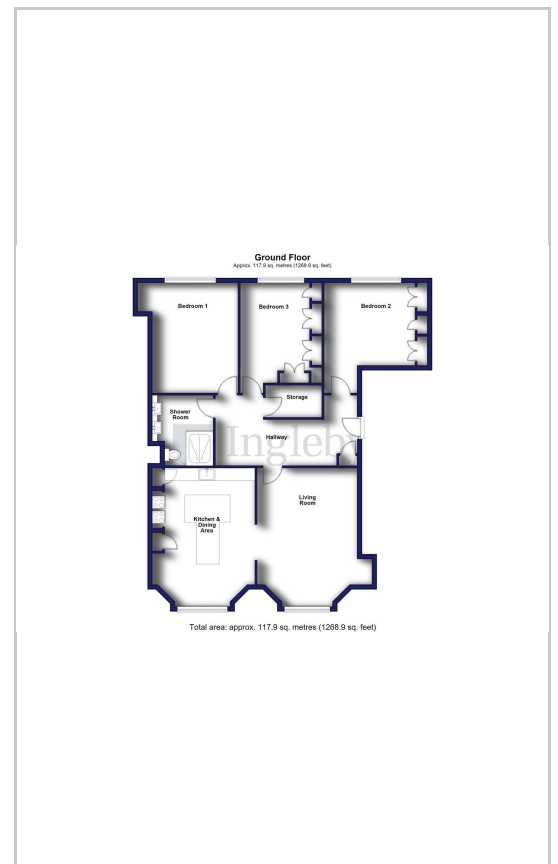 Ground Floor
Approx. 117.9 sq. metres (1268.9 sq. feet)
Bedroom 1
Bedroom 3
Bedroom 2
Storage
Shower
Room
Hallway
Ingleby
Living
Room
Kitchen &
Dining
Area
Total area: approx. 117.9 sq. metres (1268.9 sq. feet)